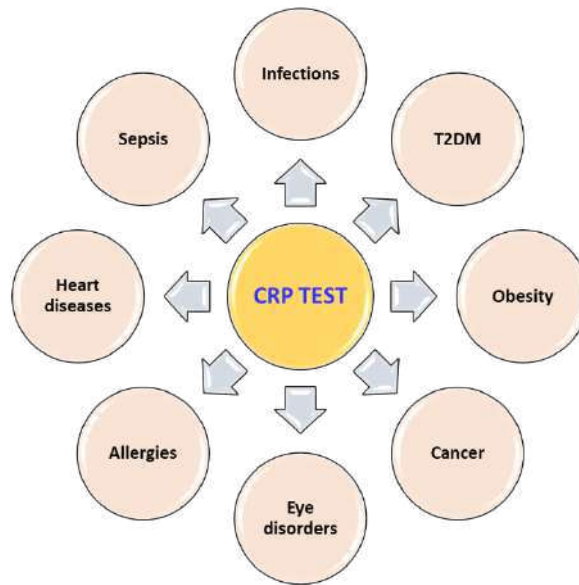 Infections
Sepsis
T2DM
Heart
diseases
CRP TEST
Obesity
Allergies
Cancer
Eye
disorders